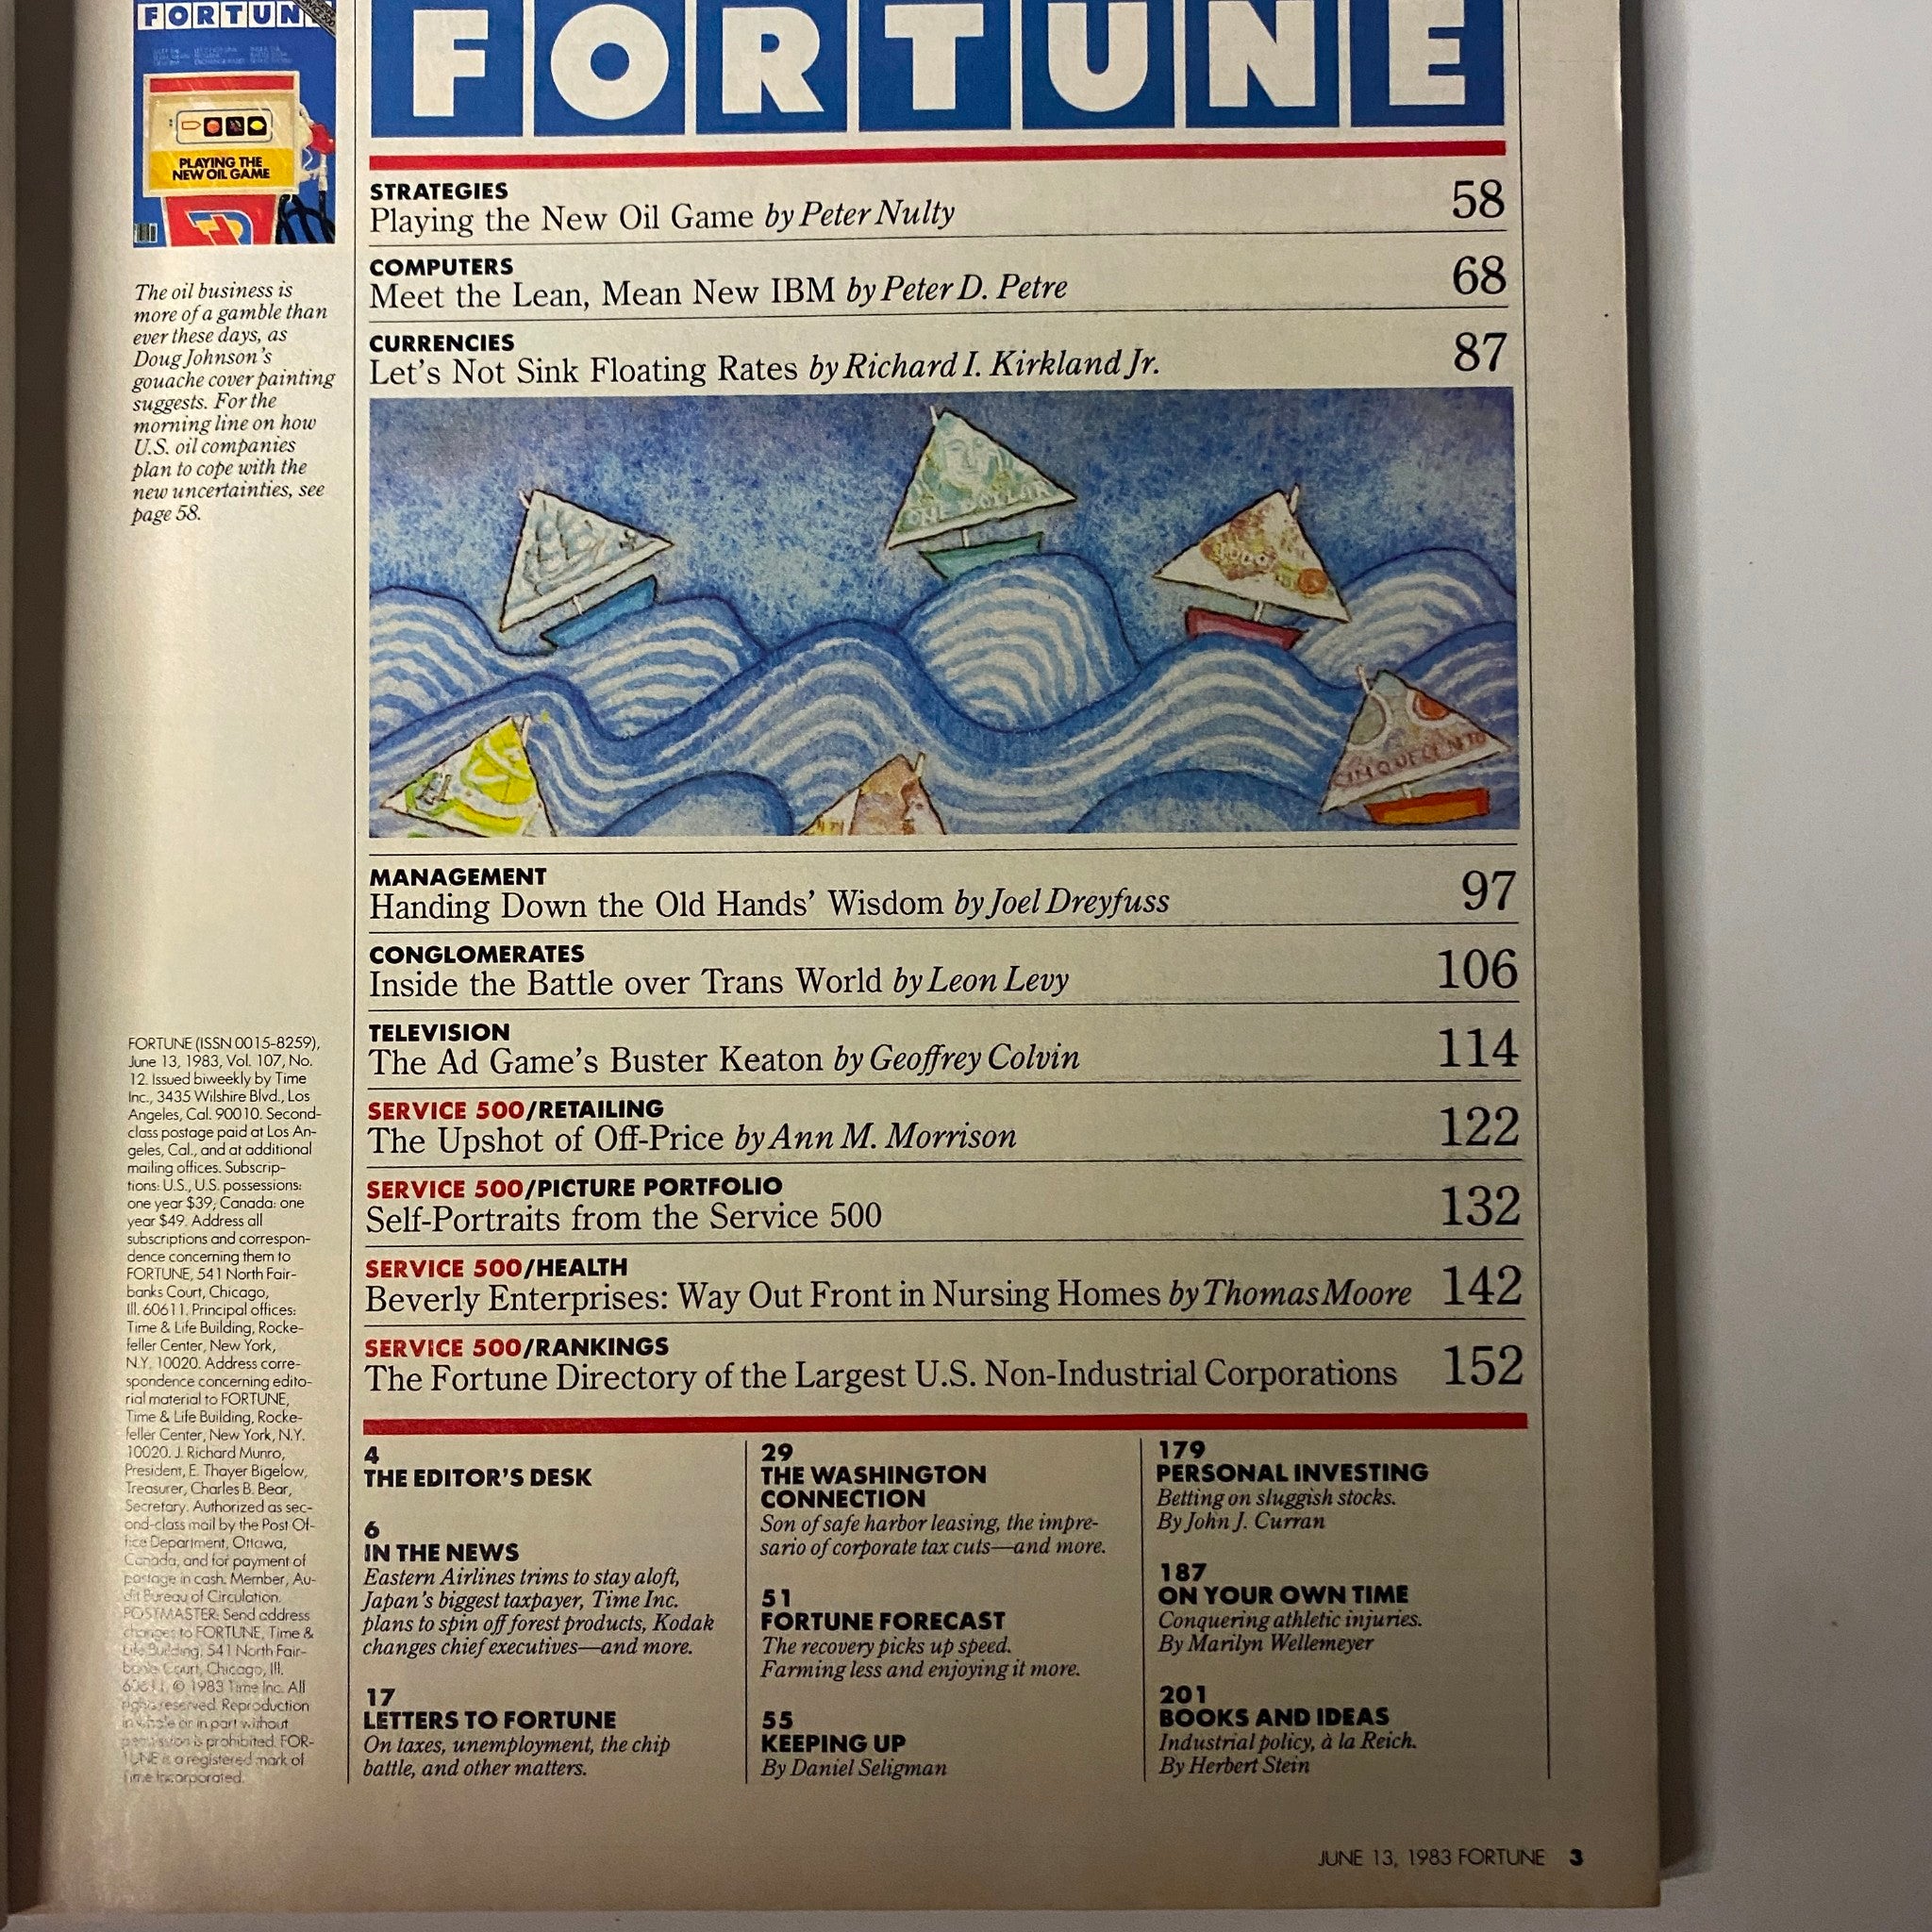 FORTUNE
PLAYING THE
NEW OIL GAME
The oil business is
more of a gamble than
ever these days, as
Doug Johnson's
gouache cover painting
suggests. For the
morning line on how
U.S. oil companies
plan to cope with the
new uncertainties, see
page 58.
FORTUNE (ISSN 0015-8259),
June 13, 1983, Vol. 107, No.
12. Issued biweekly by Time
Inc., 3435 Wilshire Blvd., Los
Angeles, Cal. 90010. Second-
class postage paid at Los An-
geles, Cal., and at additional
mailing offices. Subscrip-
tions: U.S., U.S. possessions:
one year $39; Canada: one
year $49. Address all
subscriptions and correspon-
dence concerning them to
FORTUNE, 541 North Fair-
banks Court, Chicago,
Ill. 60611. Principal offices:
Time & Life Building, Rocke-
feller Center, New York,
N.Y. 10020. Address corre-
spondence concerning edito-
rial material to FORTUNE,
Time & Life Building, Rocke-
feller Center, New York, N.Y.
10020. J. Richard Munro,
President, E. Thayer Bigelow,
Treasurer, Charles B. Bear,
Secretary. Authorized as sec-
ond-class mail by the Post Of-
fice Department, Ottawa,
Canada, and for payment of
postage in cash. Member, Au-
dit Bureau of Circulation.
POSTMASTER: Send address
changes to FORTUNE, Time &
Life Building, 541 North Fair-
banks Court, Chicago, Ill.
60611. © 1983 Time Inc. All
rights reserved. Reproduction
in whole or in part without
permission is prohibited. FOR-
TUNE is a registered mark of
Time Incorporated.
FORTUNE
STRATEGIES
Playing the New Oil Game by Peter Nulty 58
COMPUTERS
Meet the Lean, Mean New IBM by Peter D. Petre 68
CURRENCIES
Let's Not Sink Floating Rates by Richard I. Kirkland Jr. 87
ONE DOLLAR
CINQUECENTO
MANAGEMENT
Handing Down the Old Hands' Wisdom by Joel Dreyfuss 97
CONGLOMERATES
Inside the Battle over Trans World by Leon Levy 106
TELEVISION
The Ad Game's Buster Keaton by Geoffrey Colvin 114
SERVICE 500/RETAILING
The Upshot of Off-Price by Ann M. Morrison 122
SERVICE 500/PICTURE PORTFOLIO
Self-Portraits from the Service 500 132
SERVICE 500/HEALTH
Beverly Enterprises: Way Out Front in Nursing Homes by Thomas Moore 142
SERVICE 500/RANKINGS
The Fortune Directory of the Largest U.S. Non-Industrial Corporations 152
4
THE EDITOR'S DESK
6
IN THE NEWS
Eastern Airlines trims to stay aloft,
Japan's biggest taxpayer, Time Inc.
plans to spin off forest products, Kodak
changes chief executives—and more.
17
LETTERS TO FORTUNE
On taxes, unemployment, the chip
battle, and other matters.
29
THE WASHINGTON
CONNECTION
Son of safe harbor leasing, the impre-
sario of corporate tax cuts—and more.
51
FORTUNE FORECAST
The recovery picks up speed.
Farming less and enjoying it more.
55
KEEPING UP
By Daniel Seligman
179
PERSONAL INVESTING
Betting on sluggish stocks.
By John J. Curran
187
ON YOUR OWN TIME
Conquering athletic injuries.
By Marilyn Wellemeyer
201
BOOKS AND IDEAS
Industrial policy, à la Reich.
By Herbert Stein
JUNE 13, 1983 FORTUNE 3